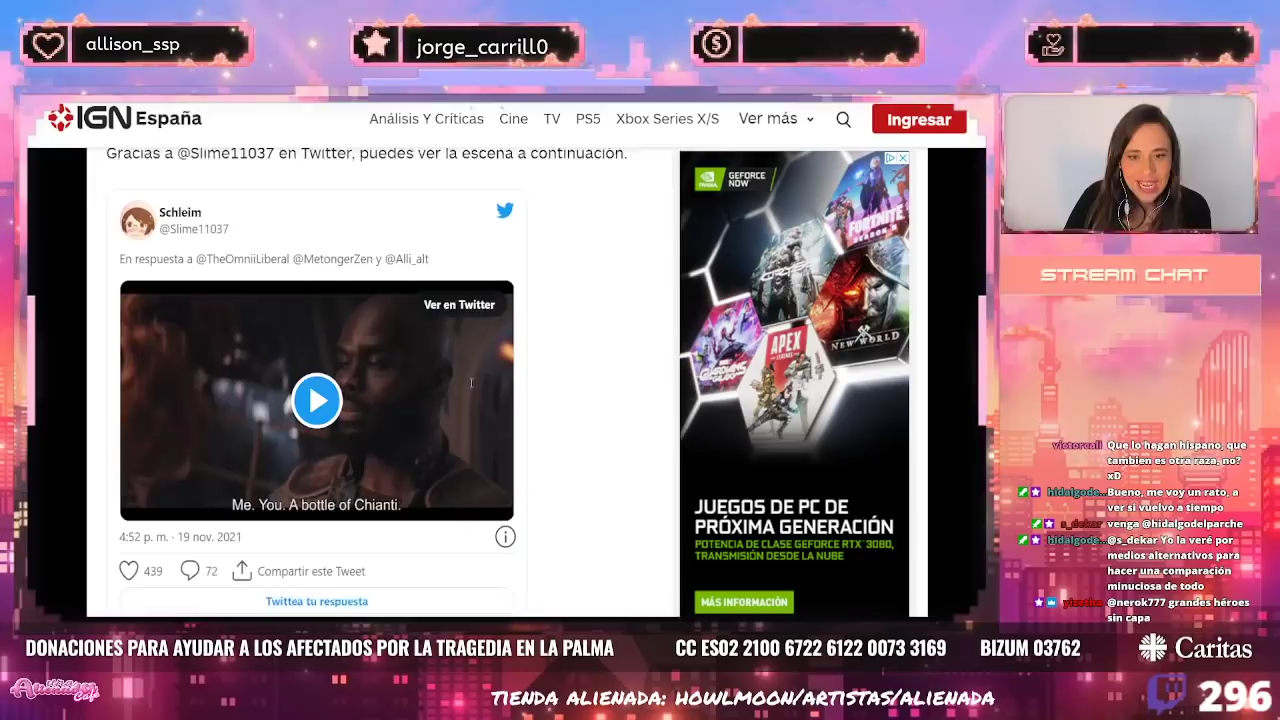 allison_ssp
jorge_carrill0
IGN España
Análisis Y Críticas Cine TV PS5 Xbox Series X/S Ver más
Ingresar
Gracias a @Slime11037 en Twitter, puedes ver la escena a continuación.
Schleim
@Slime11037
En respuesta a @TheOmniiLiberal @MetongerZen y @Alli_alt
Ver en Twitter
Me. You. A bottle of Chianti.
4:52 p. m. · 19 nov. 2021
439 72 Compartir este Tweet
Twittea tu respuesta
NVIDIA
GEFORCE
NOW
FORTNITE
NEW WORLD
APEX
JUEGOS DE PC DE
PRÓXIMA GENERACIÓN
POTENCIA DE CLASE GEFORCE RTX 3080,
TRANSMISIÓN DESDE LA NUBE
MÁS INFORMACIÓN
STREAM CHAT
victorcali Que lo hagan hispano, que
tambien es otra raza, no?
xD
hidalgode... Bueno, me voy un rato, a
ver si vuelvo a tiempo
s_dekar venga @hidalgodelparche
hidalgode... @s_dekar Yo la veré por
medios alternativos para
hacer una comparación
minuciosa de todo
yizetha @nerok777 grandes héroes
sin capa
DONACIONES PARA AYUDAR A LOS AFECTADOS POR LA TRAGEDIA EN LA PALMA CC ES02 2100 6722 6122 0073 3169 BIZUM 03762 Caritas
TIENDA ALIENADA: HOWLMOON/ARTISTAS/ALIENADA
296